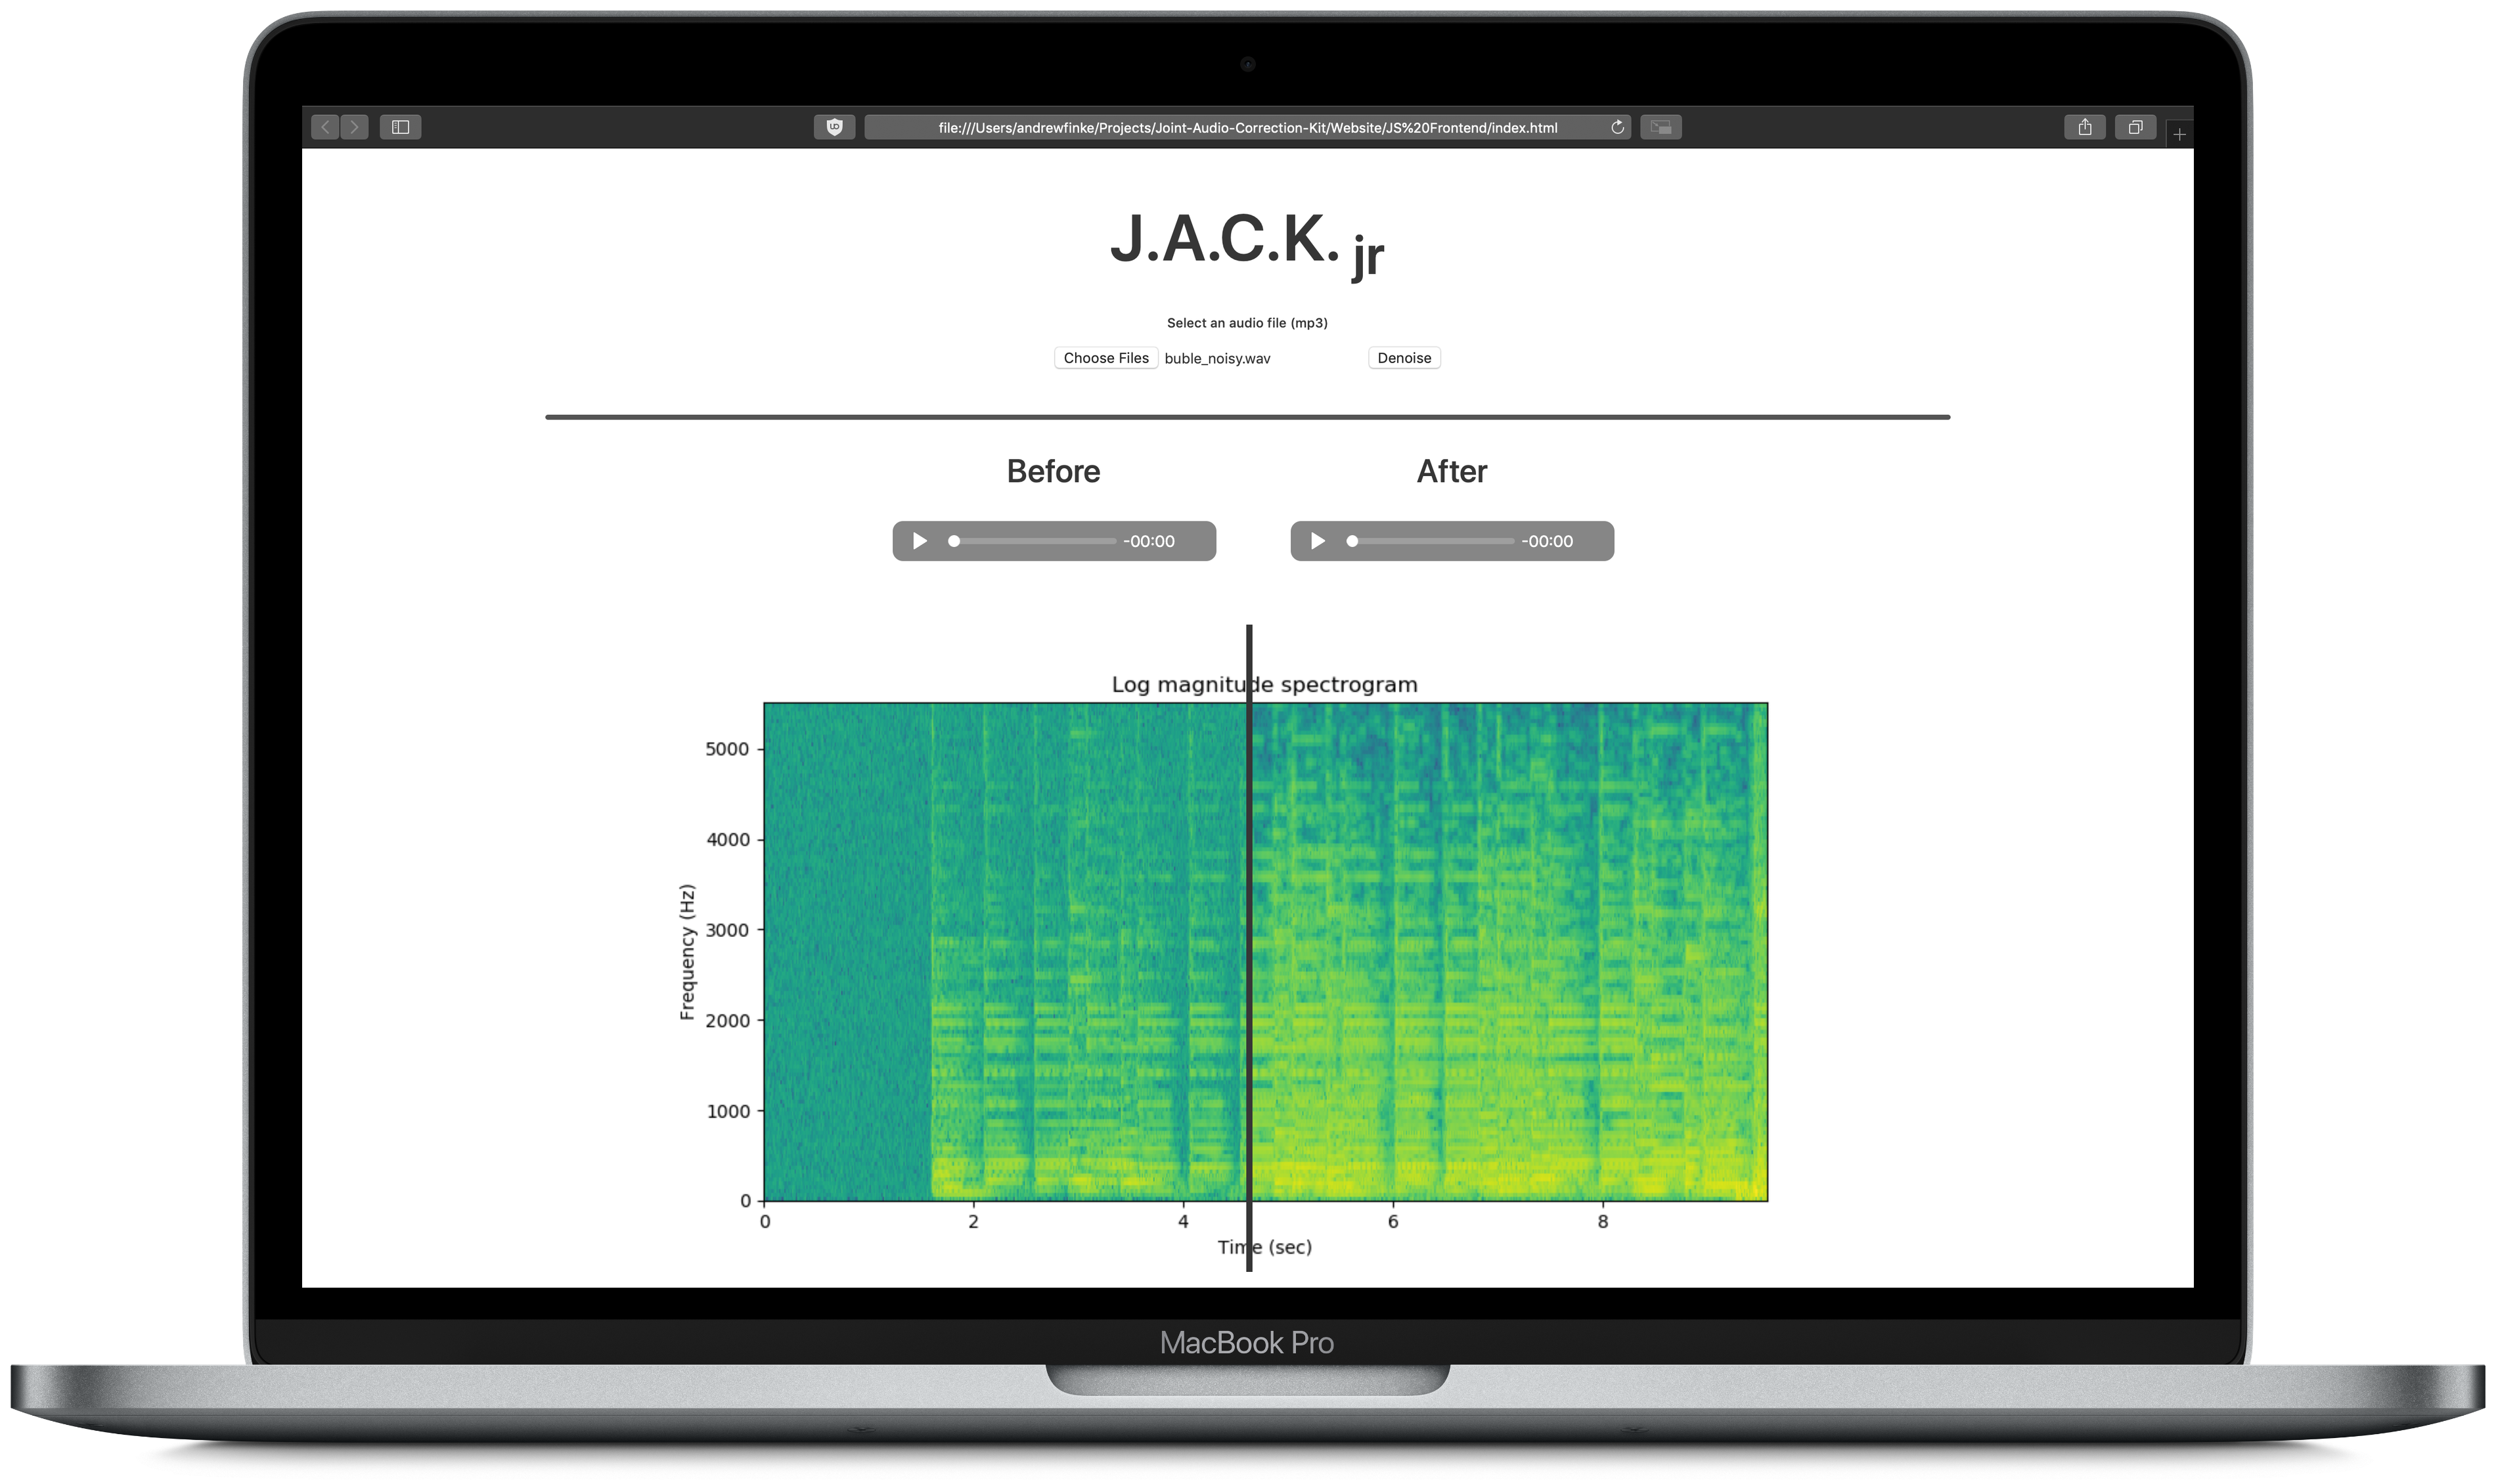 file:///Users/andrewfinke/Projects/Joint-Audio-Correction-Kit/Website/JS%20Frontend/index.html
J.A.C.K. jr
Select an audio file (mp3)
Choose Files buble_noisy.wav Denoise
Before After
-00:00 -00:00
Log magnitude spectrogram
5000
4000
3000
2000
1000
0
Frequency (Hz)
0 2 4 6 8
Time (sec)
MacBook Pro